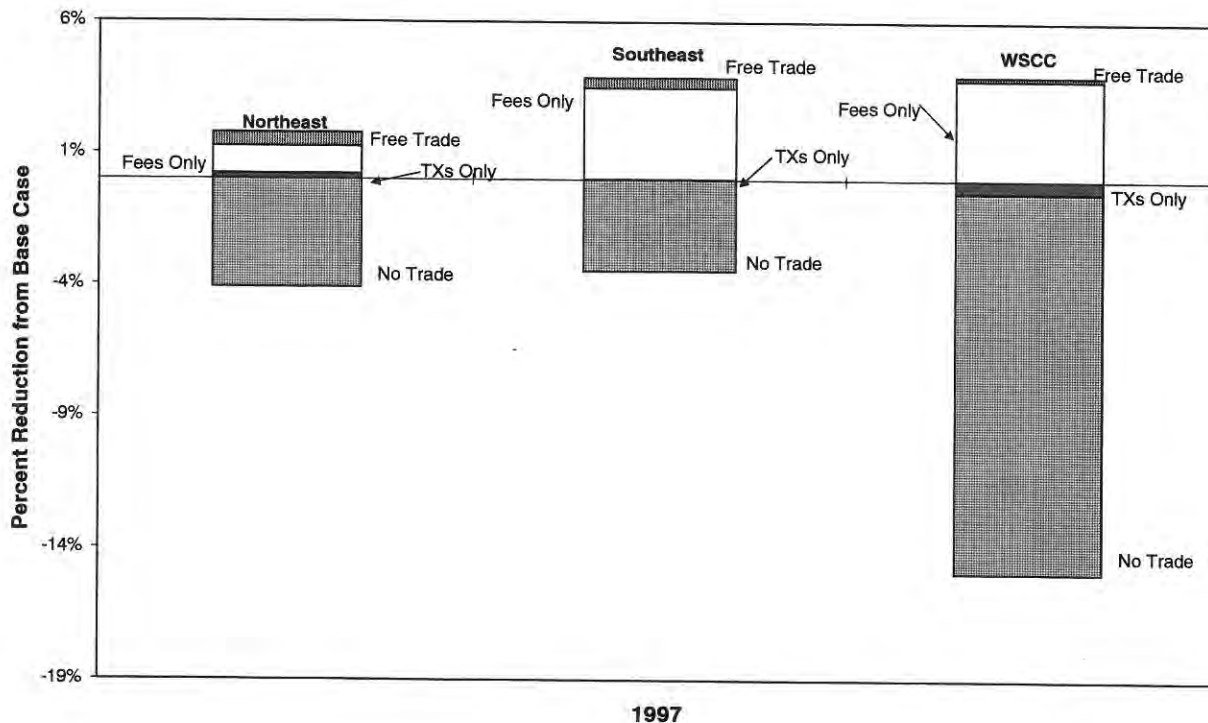 6%
Southeast
WSCC
Free Trade
Free Trade
Fees Only
Fees Only
Northeast
Free Trade
1%
TXs Only
Fees Only
TXs Only
TXs Only
No Trade
No Trade
-4%
-9%
-14%
No Trade
-19%
Percent Reduction from Base Case
1997